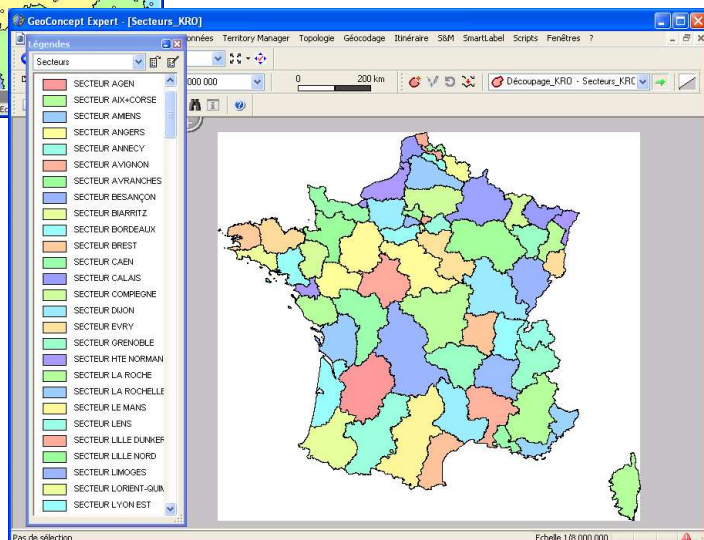 GeoConcept Expert - [Secteurs_KRO]
Légendes
onnées Territory Manager Topologie Géocodage Itinéraire S&M SmartLabel Scripts Fenêtres ?
Secteurs
000 000
0 200 km
Découpage_KRO - Secteurs_KRC
SECTEUR AGEN
SECTEUR AIX+CORSE
SECTEUR AMIENS
SECTEUR ANGERS
SECTEUR ANNECY
SECTEUR AVIGNON
SECTEUR AVRANCHES
SECTEUR BESANÇON
SECTEUR BIARRITZ
SECTEUR BORDEAUX
SECTEUR BREST
SECTEUR CAEN
SECTEUR CALAIS
SECTEUR COMPIEGNE
SECTEUR DIJON
SECTEUR EVRY
SECTEUR GRENOBLE
SECTEUR HTE NORMAN
SECTEUR LA ROCHE
SECTEUR LA ROCHELLE
SECTEUR LE MANS
SECTEUR LENS
SECTEUR LILLE DUNKER
SECTEUR LILLE NORD
SECTEUR LIMOGES
SECTEUR LORIENT-QUIM
SECTEUR LYON EST
Pas de sélection
Echelle 1/8 000 000